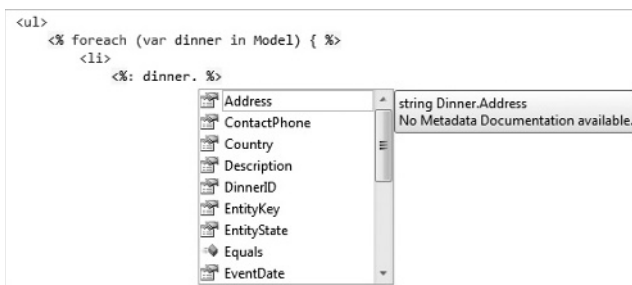 <ul>
<% foreach (var dinner in Model) { %>
<li>
<%: dinner. %>
Address
string Dinner.Address
ContactPhone
No Metadata Documentation available.
Country
Description
DinnerID
EntityKey
EntityState
Equals
EventDate